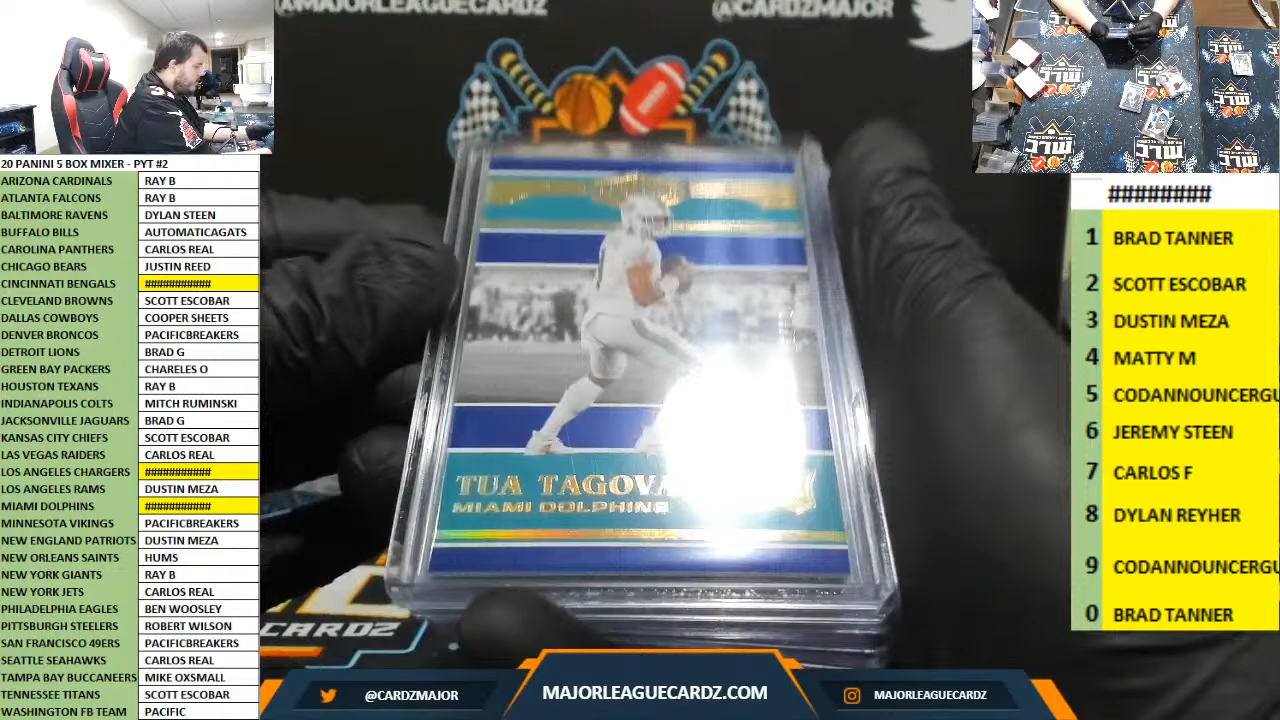 @MAJORLEAGUECARDZ
@CARDZMAJOR
20 PANINI 5 BOX MIXER - PYT #2
ARIZONA CARDINALS RAY B
ATLANTA FALCONS RAY B
BALTIMORE RAVENS DYLAN STEEN
BUFFALO BILLS AUTOMATICAGATS
CAROLINA PANTHERS CARLOS REAL
CHICAGO BEARS JUSTIN REED
CINCINNATI BENGALS ###########
CLEVELAND BROWNS SCOTT ESCOBAR
DALLAS COWBOYS COOPER SHEETS
DENVER BRONCOS PACIFICBREAKERS
DETROIT LIONS BRAD G
GREEN BAY PACKERS CHARELES O
HOUSTON TEXANS RAY B
INDIANAPOLIS COLTS MITCH RUMINSKI
JACKSONVILLE JAGUARS BRAD G
KANSAS CITY CHIEFS SCOTT ESCOBAR
LAS VEGAS RAIDERS CARLOS REAL
LOS ANGELES CHARGERS ###########
LOS ANGELES RAMS DUSTIN MEZA
MIAMI DOLPHINS ###########
MINNESOTA VIKINGS PACIFICBREAKERS
NEW ENGLAND PATRIOTS DUSTIN MEZA
NEW ORLEANS SAINTS HUMS
NEW YORK GIANTS RAY B
NEW YORK JETS CARLOS REAL
PHILADELPHIA EAGLES BEN WOOSLEY
PITTSBURGH STEELERS ROBERT WILSON
SAN FRANCISCO 49ERS PACIFICBREAKERS
SEATTLE SEAHAWKS CARLOS REAL
TAMPA BAY BUCCANEERS MIKE OXSMALL
TENNESSEE TITANS SCOTT ESCOBAR
WASHINGTON FB TEAM PACIFIC
TUA TAGOVA
MIAMI DOLPHINS
CARDZ
########
1 BRAD TANNER
2 SCOTT ESCOBAR
3 DUSTIN MEZA
4 MATTY M
5 CODANNOUNCERGU
6 JEREMY STEEN
7 CARLOS F
8 DYLAN REYHER
9 CODANNOUNCERGU
0 BRAD TANNER
@CARDZMAJOR
MAJORLEAGUECARDZ.COM
MAJORLEAGUECARDZ